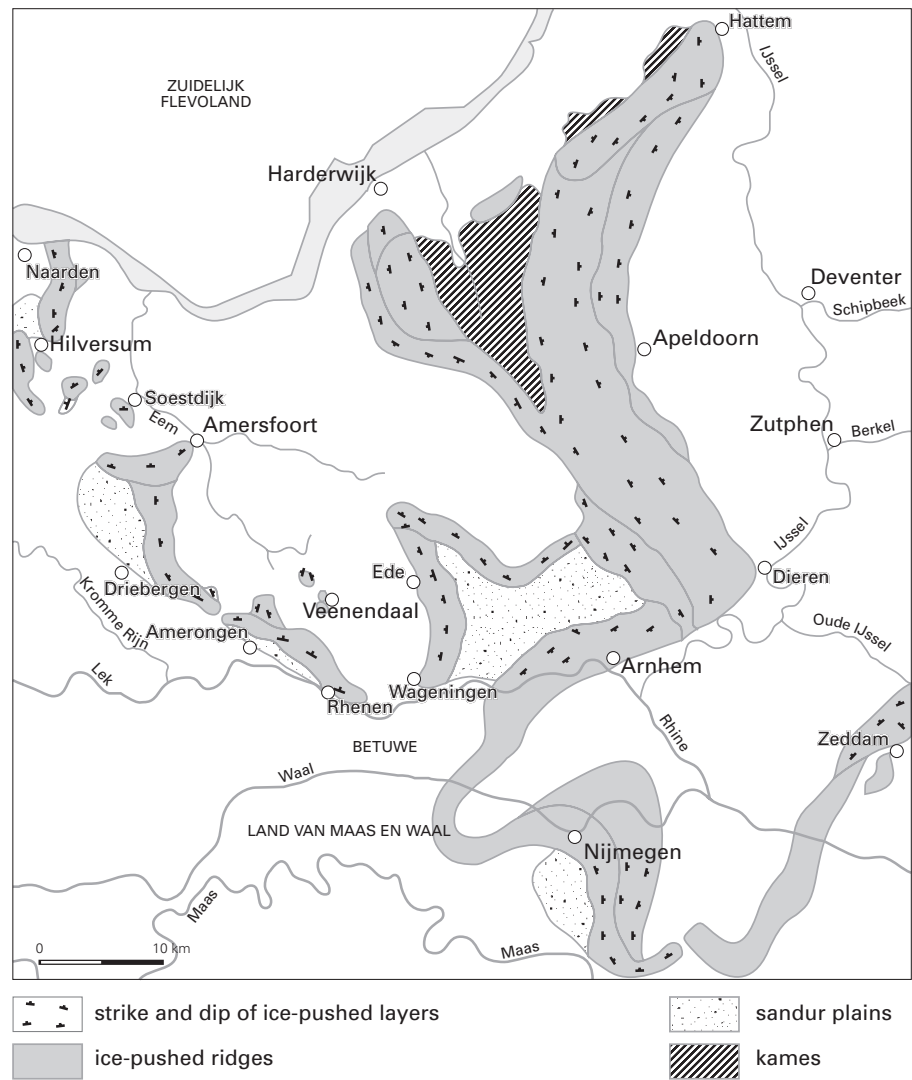 Hattem
IJssel
ZUIDELIJK
FLEVOLAND
Harderwijk
Naarden
Deventer
Schipbeek
Hilversum
Apeldoorn
Soestdijk
Eem
Amersfoort
Zutphen
Berkel
IJssel
Ede
Dieren
Driebergen
Kromme Rijn
Veenendaal
Amerongen
Oude IJssel
Lek
Arnhem
Wageningen
Rhenen
Rhine
Zeddam
BETUWE
Waal
LAND VAN MAAS EN WAAL
Nijmegen
Maas
Maas
0 10 km
strike and dip of ice-pushed layers
sandur plains
ice-pushed ridges
kames